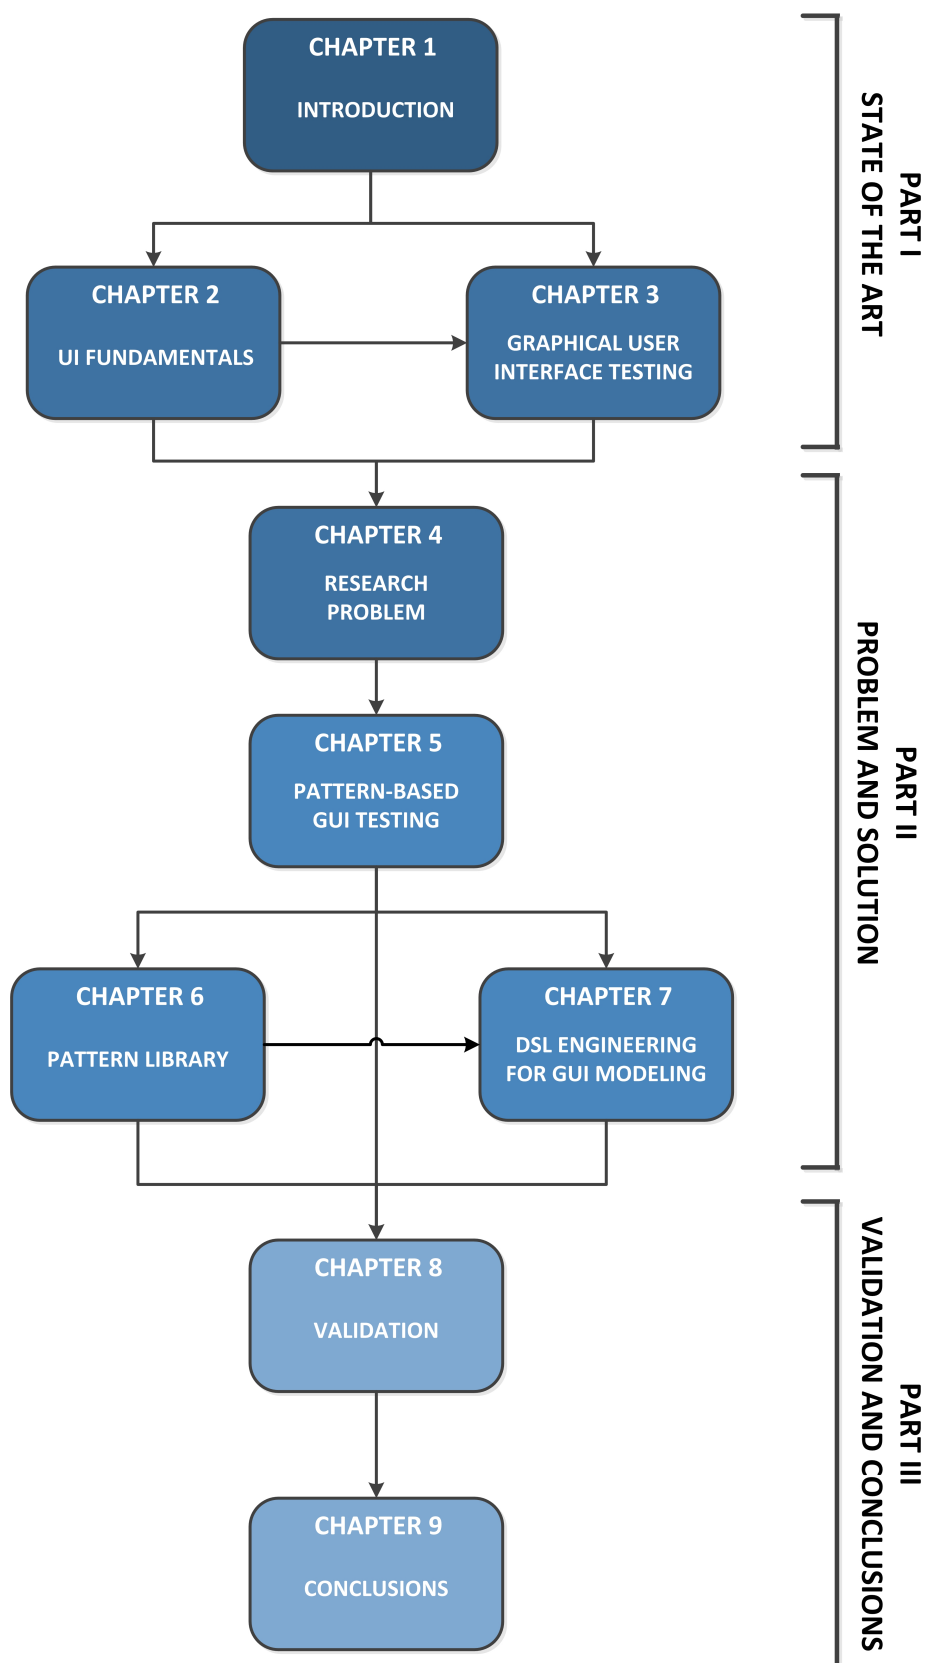 CHAPTER 1
INTRODUCTION
CHAPTER 2
UI FUNDAMENTALS
CHAPTER 3
GRAPHICAL USER
INTERFACE TESTING
PART I
STATE OF THE ART
CHAPTER 4
RESEARCH
PROBLEM
CHAPTER 5
PATTERN-BASED
GUI TESTING
CHAPTER 6
PATTERN LIBRARY
CHAPTER 7
DSL ENGINEERING
FOR GUI MODELING
PART II
PROBLEM AND SOLUTION
CHAPTER 8
VALIDATION
CHAPTER 9
CONCLUSIONS
PART III
VALIDATION AND CONCLUSIONS